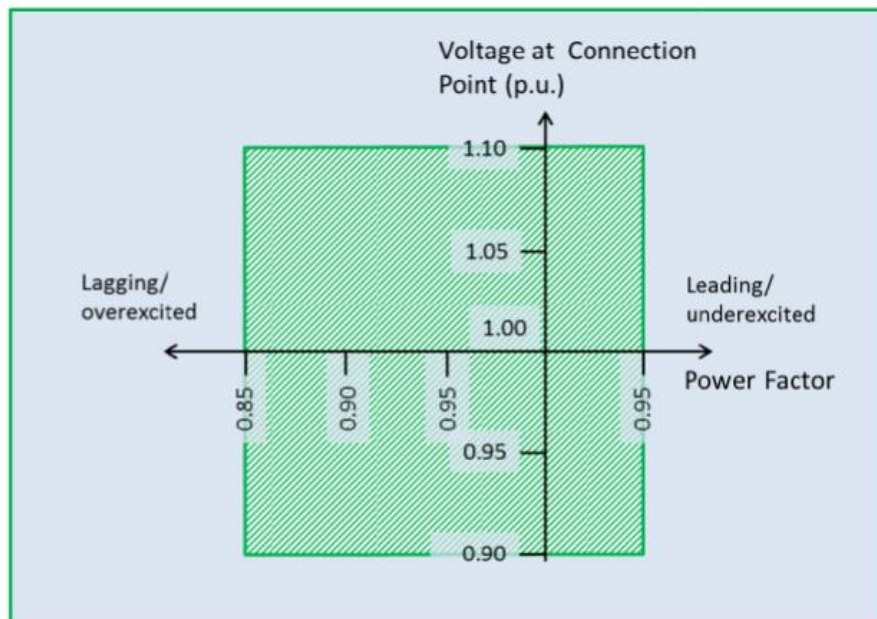 Voltage at Connection
Point (p.u.)
1.10
1.05
Lagging/
overexcited
Leading/
underexcited
1.00
Power Factor
0.85
0.90
0.95
0.95
0.95
0.90